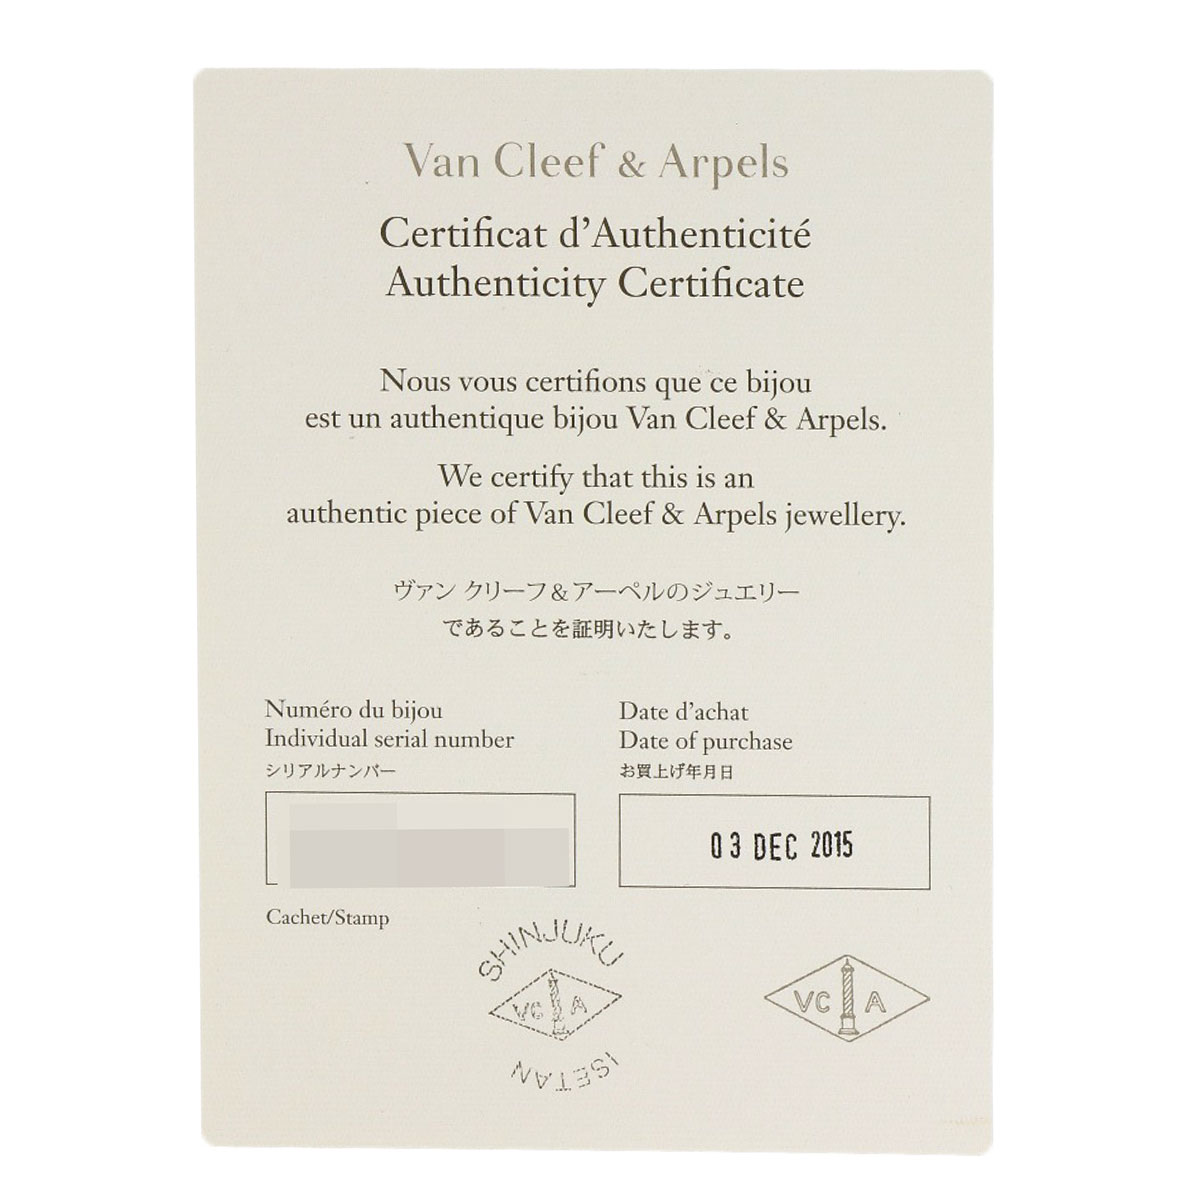 Van Cleef & Arpels
Certificat d’Authenticité
Authenticity Certificate
Nous vous certifions que ce bijou
est un authentique bijou Van Cleef & Arpels.
We certify that this is an
authentic piece of Van Cleef & Arpels jewellery.
ヴァン クリーフ&アーペルのジュエリー
であることを証明いたします。
Numéro du bijou
Individual serial number
シリアルナンバー
Date d’achat
Date of purchase
お買上げ年月日
03 DEC 2015
Cachet/Stamp
SHINJUKU
VC A
ISETAN
VC A